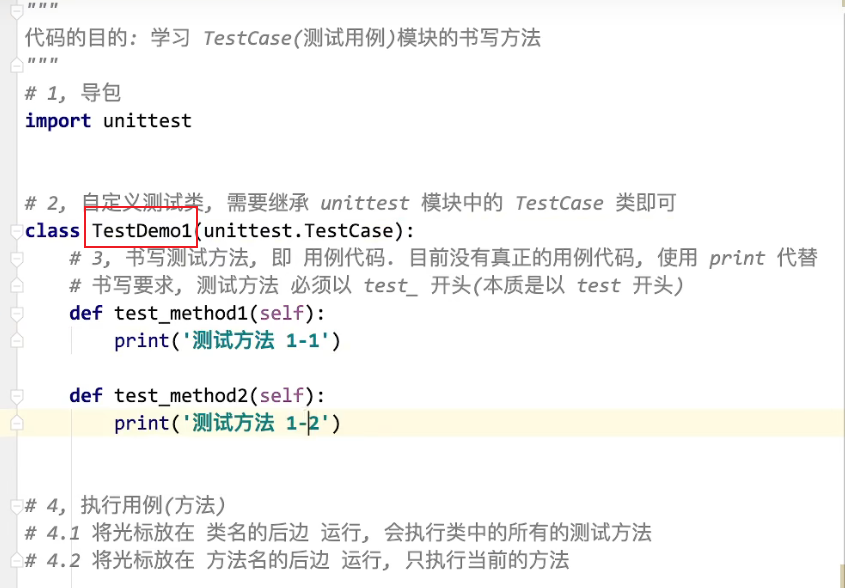 """
代码的目的: 学习 TestCase(测试用例)模块的书写方法
"""
# 1, 导包
import unittest
# 2, 自定义测试类, 需要继承 unittest 模块中的 TestCase 类即可
class TestDemo1(unittest.TestCase):
# 3, 书写测试方法, 即 用例代码. 目前没有真正的用例代码, 使用 print 代替
# 书写要求, 测试方法 必须以 test_ 开头(本质是以 test 开头)
def test_method1(self):
print('测试方法 1-1')
def test_method2(self):
print('测试方法 1-2')
# 4, 执行用例(方法)
# 4.1 将光标放在 类名的后边 运行, 会执行类中的所有的测试方法
# 4.2 将光标放在 方法名的后边 运行, 只执行当前的方法